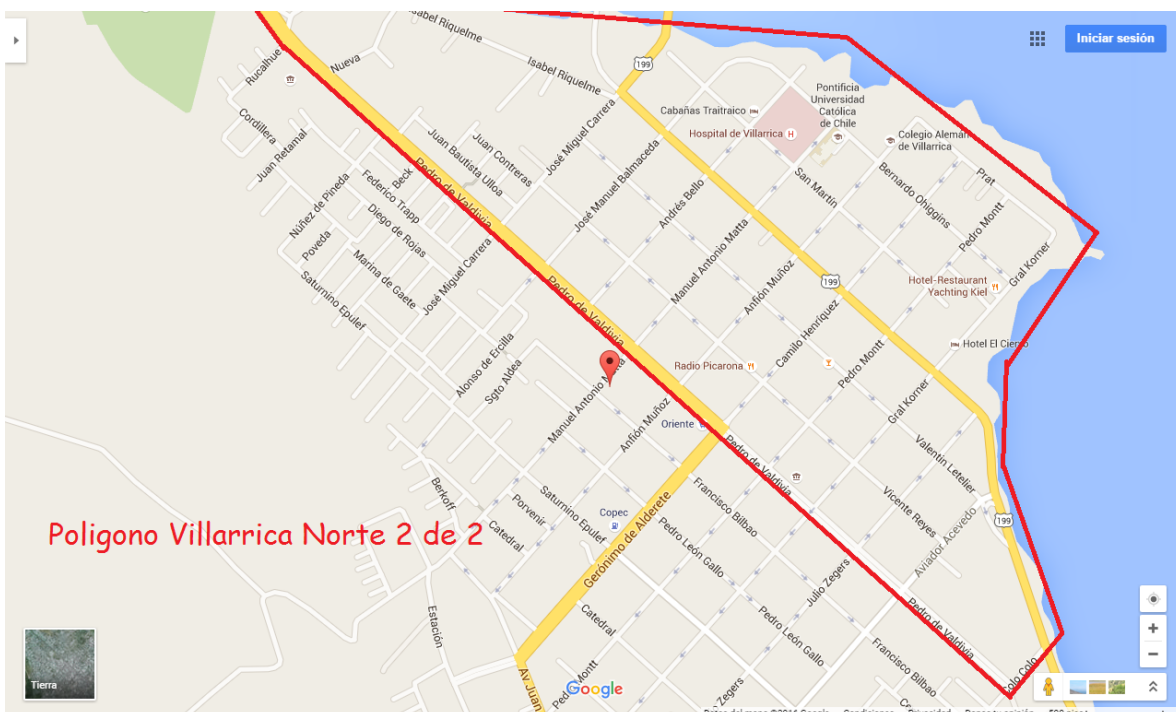 Iniciar sesión
Isabel Riquelme
Rucalhue
Nueva
Isabel Riquelme
199
Pontificia
Universidad
Católica
de Chile
Cabañas Traitraico
Hospital de Villarrica
H
Colegio Alemán
de Villarrica
Cordillera
Juan Retamal
Juan Bautista Ulloa
Juan Contreras
José Miguel Carrera
José Manuel Balmaceda
San Martín
Bernardo Ohiggins
Prat
Pedro Montt
Gral Korner
Núñez de Pineda
Federico Trapp
Beck
Pedro de Valdivia
Andrés Bello
Manuel Antonio Matta
Anfión Muñoz
Poveda
Diego de Rojas
Marina de Gaete
José Miguel Carrera
Saturnino Epulef
Pedro de Valdivia
199
Hotel-Restaurant
Yachting Kiel
Camilo Henríquez
Hotel El Ciervo
Alonso de Ercilla
Sgto Aldea
Manuel Antonio Matta
Radio Picarona
Pedro Montt
Gral Korner
Anfión Muñoz
Oriente
Pedro de Valdivia
Valentín Letelier
Berkoff
Porvenir
Catedral
Saturnino Epulef
Copec
Gerónimo de Alderete
Francisco Bilbao
Vicente Reyes
Aviador Acevedo
199
Poligono Villarrica Norte 2 de 2
Pedro León Gallo
Julio Zegers
Estación
Catedral
Pedro León Gallo
Pedro de Valdivia
Francisco Bilbao
Colo Colo
Tierra
Av Juan
Google
Zegers